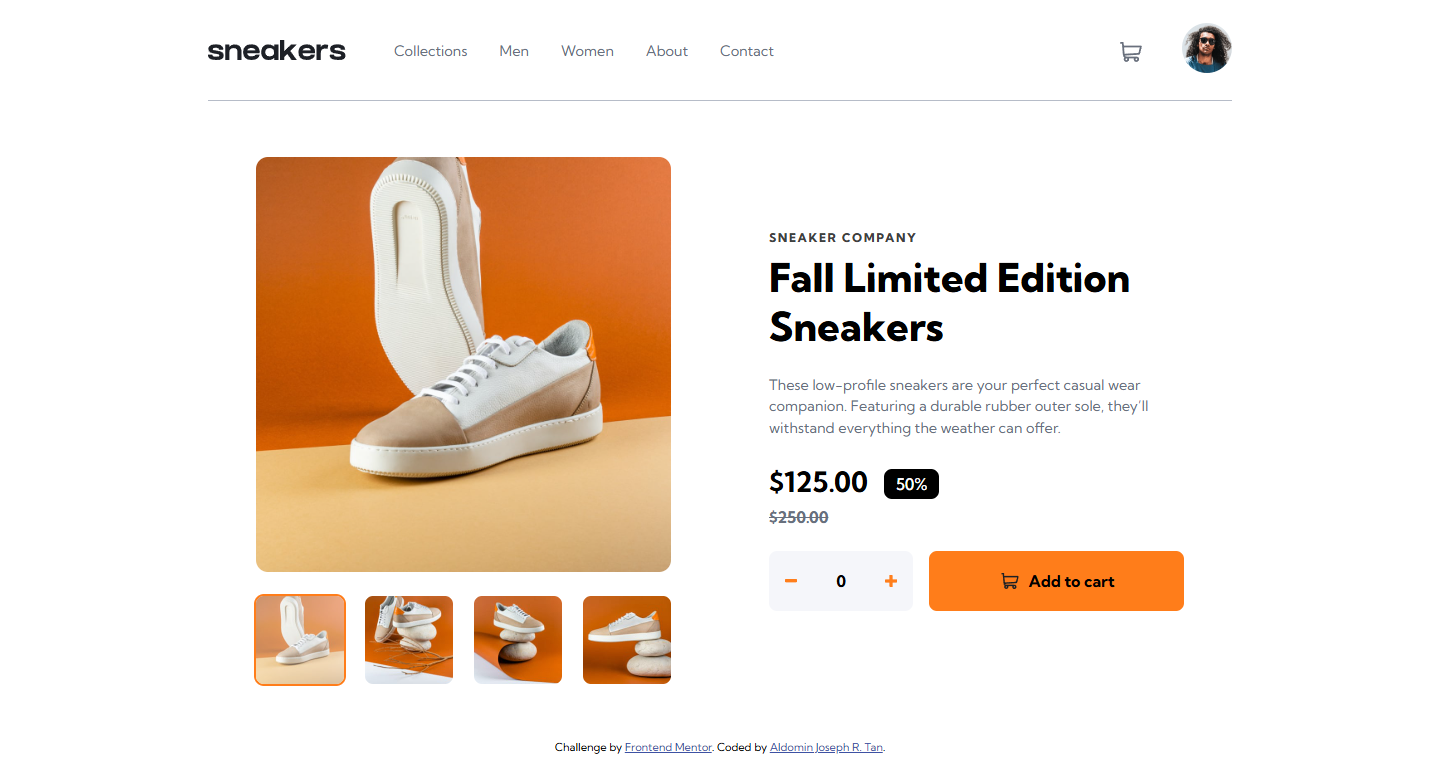 sneakers
Collections
Men
Women
About
Contact
SNEAKER COMPANY
Fall Limited Edition
Sneakers
These low-profile sneakers are your perfect casual wear
companion. Featuring a durable rubber outer sole, they'll
withstand everything the weather can offer.
$125.00
50%
$250.00
0
Add to cart
Challenge by Frontend Mentor. Coded by Aldomin Joseph R. Tan.